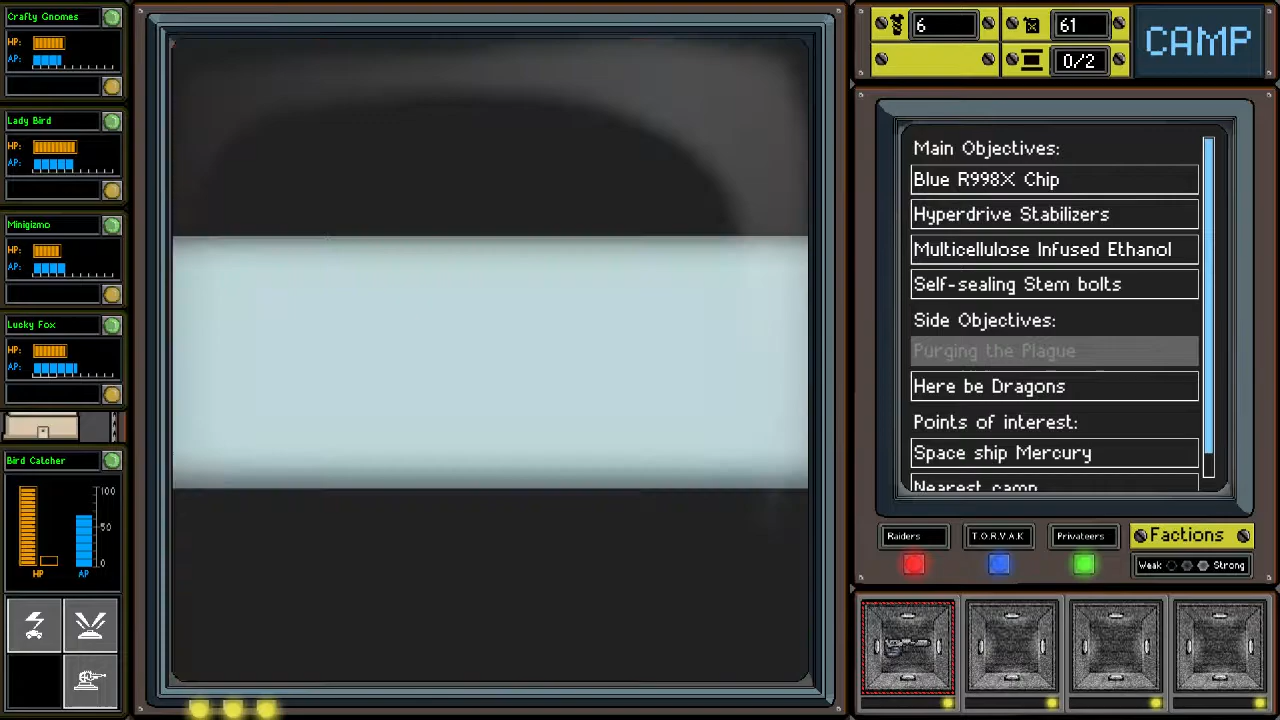 Crafty Gnomes
HP:
AP:
Lady Bird
HP:
AP:
Minigizmo
HP:
AP:
Lucky Fox
HP:
AP:
Bird Catcher
100
50
0
HP
AP
6
61
0/2
CAMP
Main Objectives:
Blue R998X Chip
Hyperdrive Stabilizers
Multicellulose Infused Ethanol
Self-sealing Stem bolts
Side Objectives:
Purging the Plague
Here be Dragons
Points of interest:
Space ship Mercury
Nearest camp
Raiders
T.O.R.V.A.K
Privateers
Factions
Weak
Strong